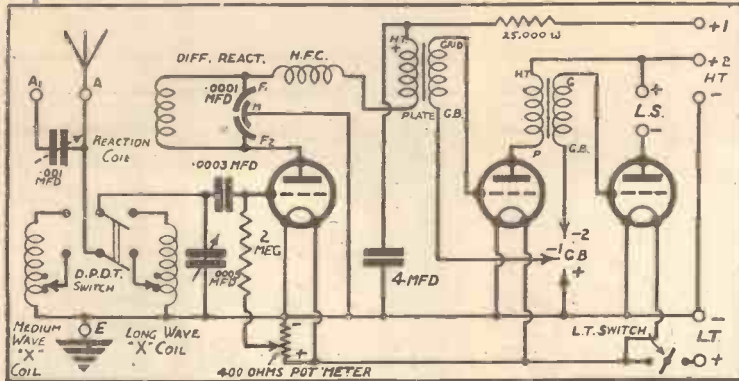 A1
A
.001
MFD
REACTION
COIL
DIFF. REACT.
.0001
MFD
F1
M
F2
H.F.C.
.0003 MFD
2
MEG
.0005
MFD
D.P.D.T.
SWITCH
MEDIUM
WAVE
"X"
COIL
E
LONG WAVE
"X" COIL
-
+
400 OHMS POT METER
HT
+
PLATE
GRID
G.B.
4 MFD
25.000 ω
HT
P
G
G.B.
-2
-1 G.B
+
+
L.S.
-
+1
+2
HT
-
L.T. SWITCH
-
L.T.
+